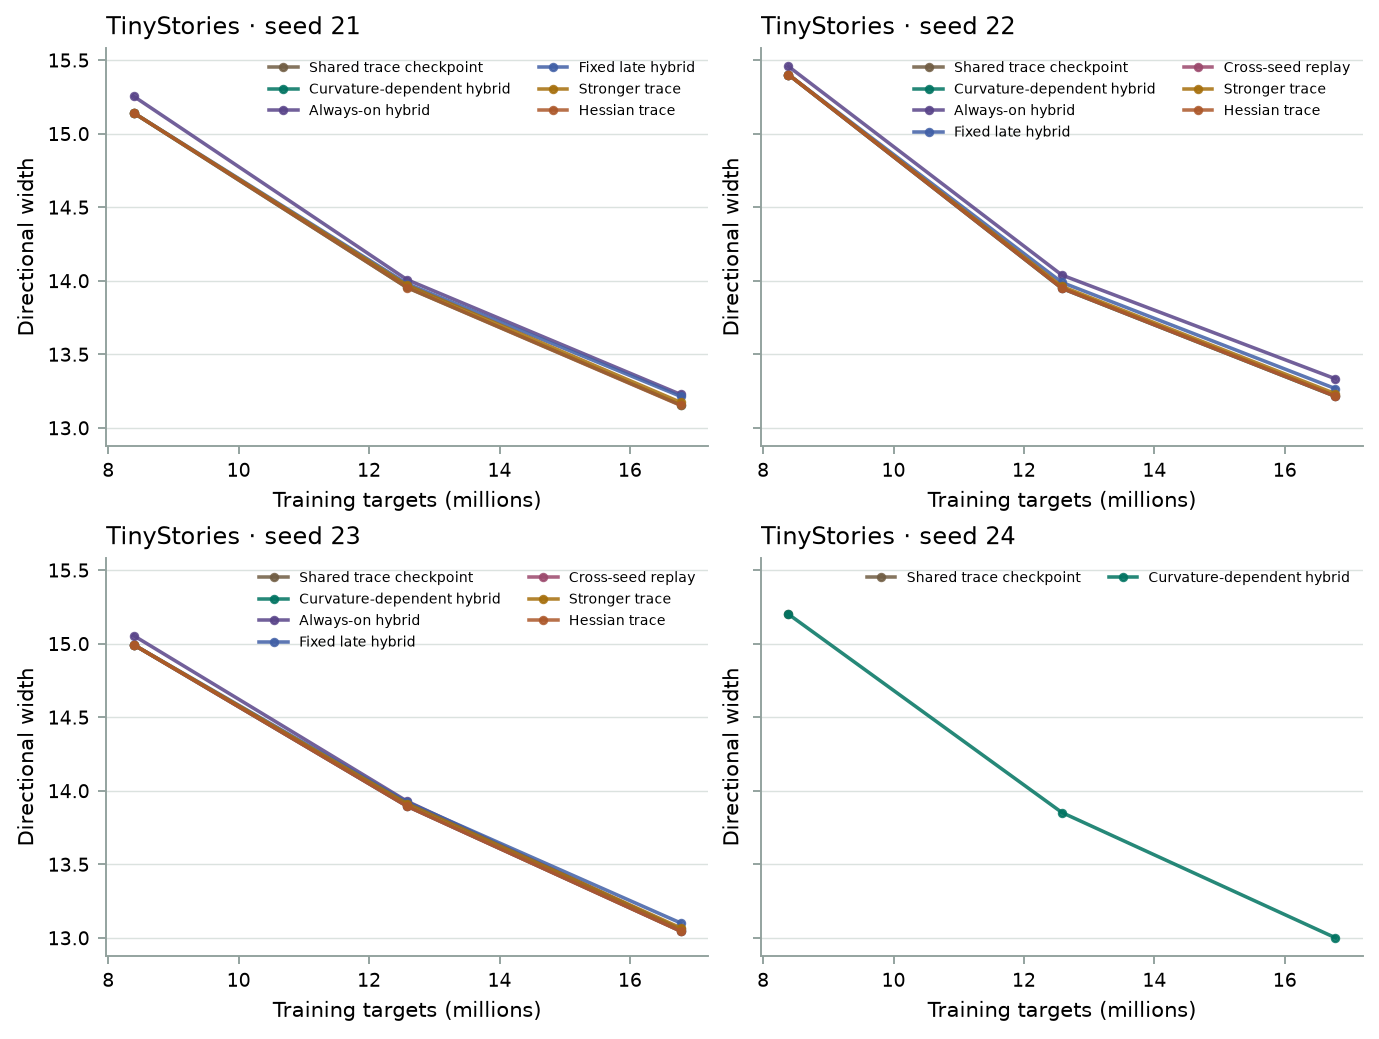 TinyStories · seed 21
Directional width
15.5
15.0
14.5
14.0
13.5
13.0
Shared trace checkpoint
Curvature-dependent hybrid
Always-on hybrid
Fixed late hybrid
Stronger trace
Hessian trace
8 10 12 14 16
Training targets (millions)
TinyStories · seed 22
Directional width
Shared trace checkpoint
Curvature-dependent hybrid
Always-on hybrid
Fixed late hybrid
Cross-seed replay
Stronger trace
Hessian trace
8 10 12 14 16
Training targets (millions)
TinyStories · seed 23
Directional width
15.5
15.0
14.5
14.0
13.5
13.0
Shared trace checkpoint
Curvature-dependent hybrid
Always-on hybrid
Fixed late hybrid
Cross-seed replay
Stronger trace
Hessian trace
8 10 12 14 16
Training targets (millions)
TinyStories · seed 24
Directional width
Shared trace checkpoint
Curvature-dependent hybrid
8 10 12 14 16
Training targets (millions)